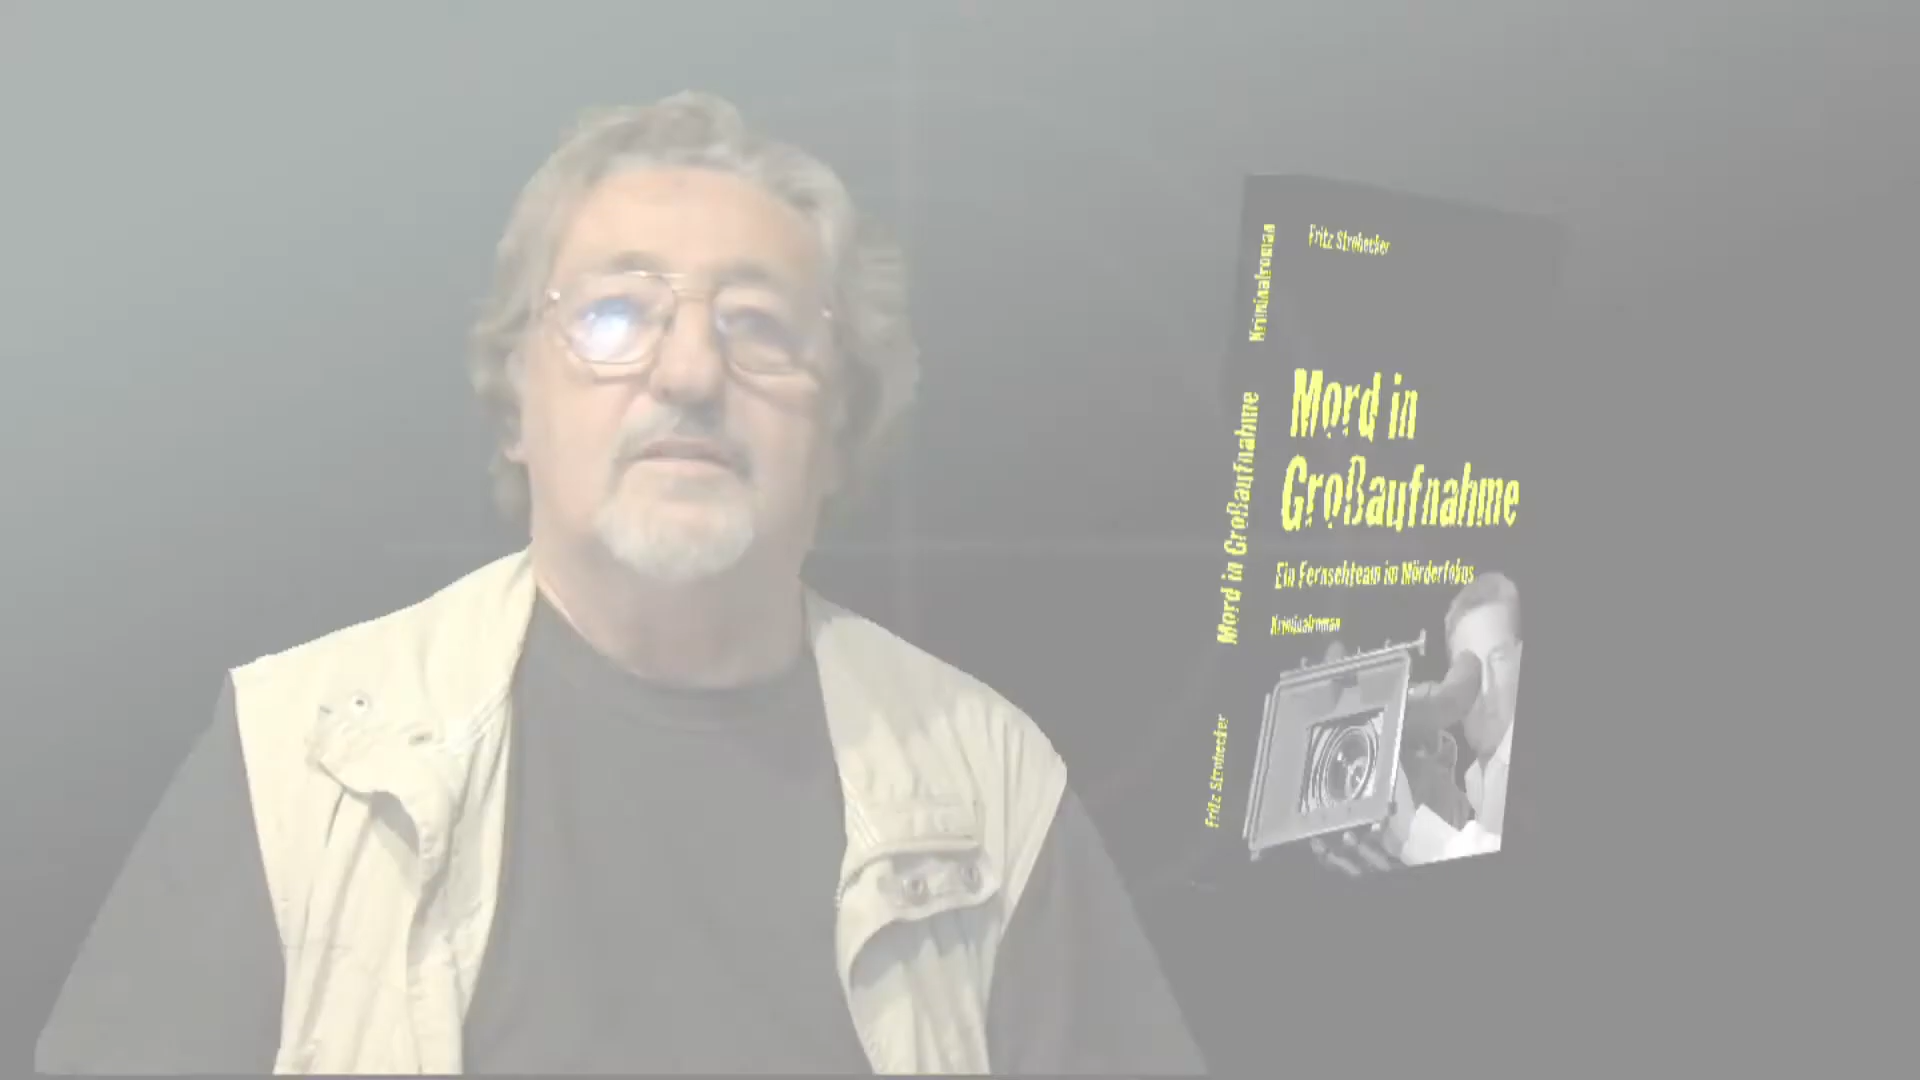 Fritz Strohecker
Mord in
Großaufnahme
Ein Fernsehteam im Mörderfokus
Kriminalroman
Kriminalroman
Mord in Großaufnahme
Fritz Strohecker